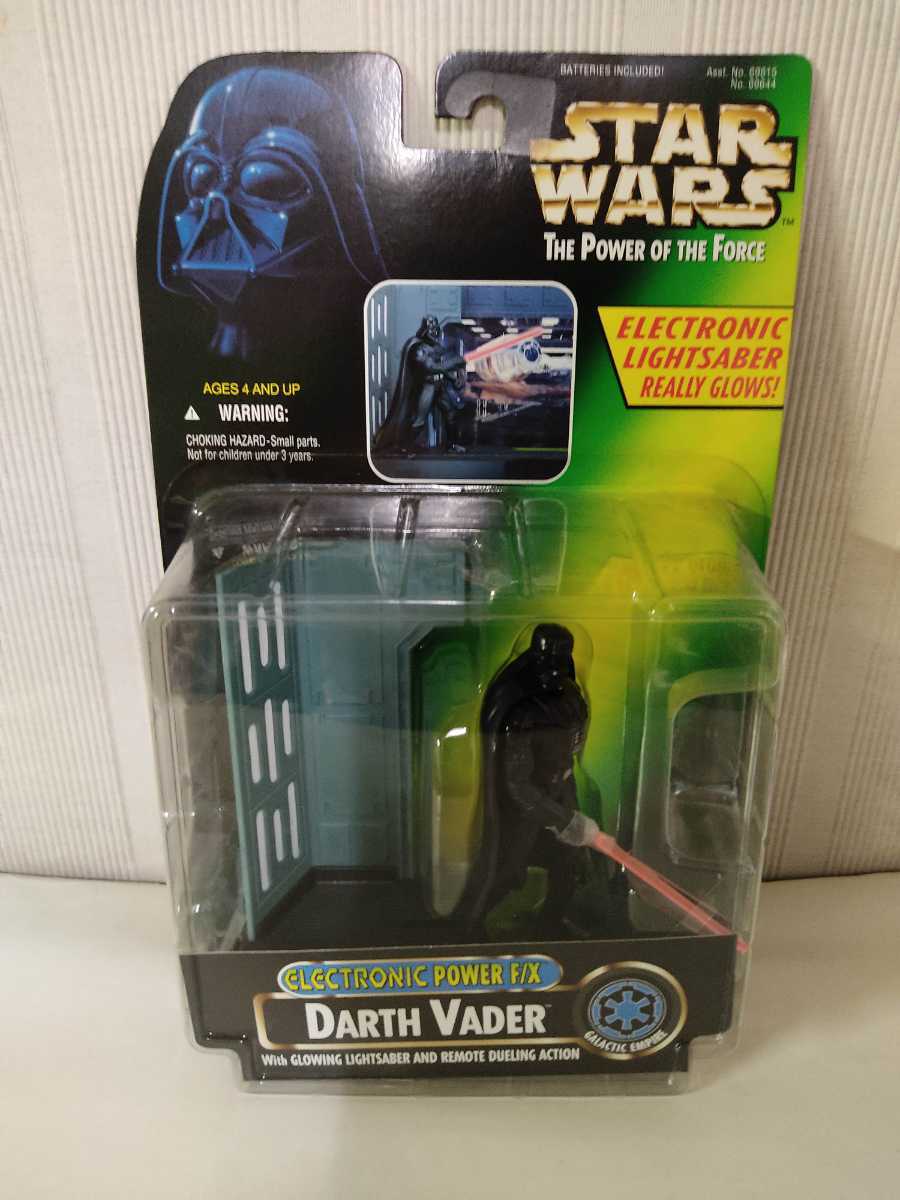 BATTERIES INCLUDED!
Asst. No. 69615
No. 69644
STAR
WARS
TM
THE POWER OF THE FORCE
ELECTRONIC
LIGHTSABER
REALLY GLOWS!
AGES 4 AND UP
WARNING:
CHOKING HAZARD-Small parts.
Not for children under 3 years.
ELECTRONIC POWER F/X
DARTH VADER™
GALACTIC EMPIRE
With GLOWING LIGHTSABER AND REMOTE DUELING ACTION